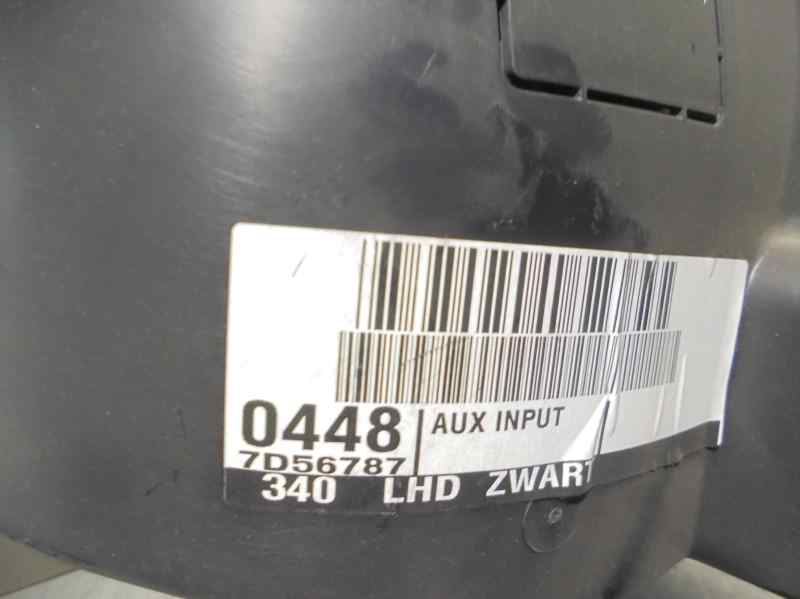 0448
AUX INPUT
7D56787
340 LHD ZWART